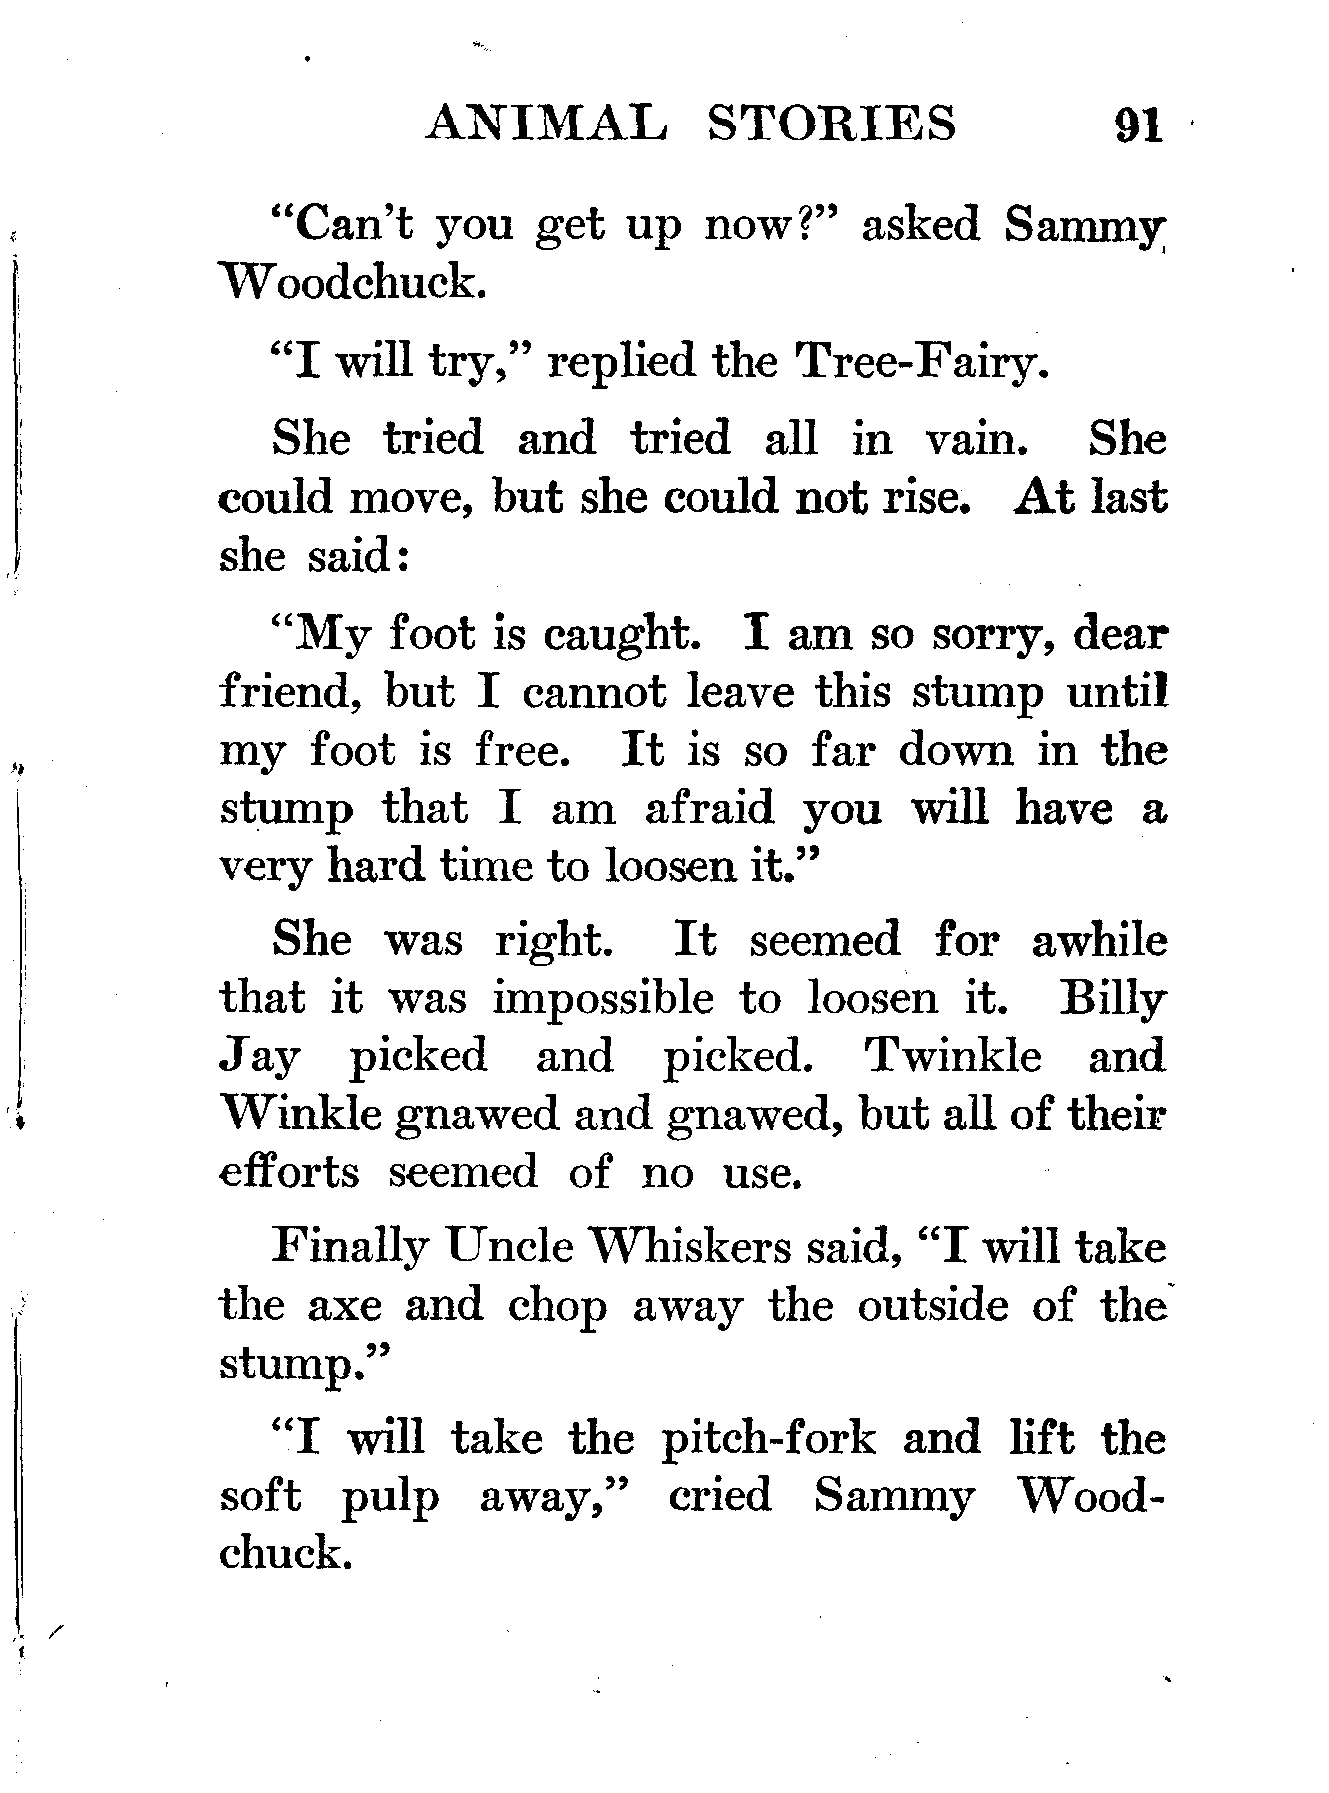 ANIMAL STORIES 91
"Can't you get up now?" asked Sammy
Woodchuck.
"I will try," replied the Tree-Fairy.
She tried and tried all in vain. She
could move, but she could not rise. At last
she said:
"My foot is caught. I am so sorry, dear
friend, but I cannot leave this stump until
my foot is free. It is so far down in the
stump that I am afraid you will have a
very hard time to loosen it."
She was right. It seemed for awhile
that it was impossible to loosen it. Billy
Jay picked and picked. Twinkle and
Winkle gnawed and gnawed, but all of their
efforts seemed of no use.
Finally Uncle Whiskers said, "I will take
the axe and chop away the outside of the
stump."
"I will take the pitch-fork and lift the
soft pulp away," cried Sammy Wood-
chuck.